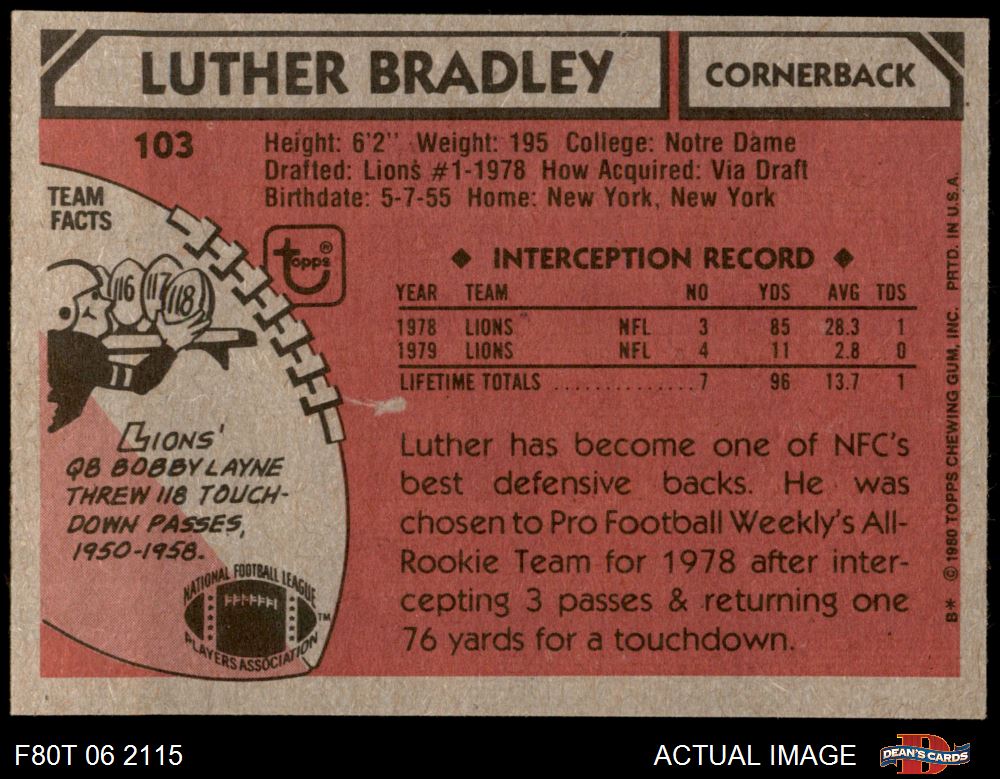 LUTHER BRADLEY
CORNERBACK
103
Height: 6'2" Weight: 195 College: Notre Dame
Drafted: Lions #1-1978 How Acquired: Via Draft
Birthdate: 5-7-55 Home: New York, New York
TEAM
FACTS
116 117 118
11
LIONS'
QB BOBBY LAYNE
THREW 118 TOUCH-
DOWN PASSES,
1950-1958.
NATIONAL FOOTBALL LEAGUE
PLAYERS ASSOCIATION
TM
topps ®
◆ INTERCEPTION RECORD ◆
YEAR TEAM NO YDS AVG TDS
1978 LIONS NFL 3 85 28.3 1
1979 LIONS NFL 4 11 2.8 0
LIFETIME TOTALS ............... 7 96 13.7 1
Luther has become one of NFC's
best defensive backs. He was
chosen to Pro Football Weekly's All-
Rookie Team for 1978 after inter-
cepting 3 passes & returning one
76 yards for a touchdown.
B* © 1980 TOPPS CHEWING GUM, INC. PRTD. IN U.S.A.
F80T 06 2115
ACTUAL IMAGE
DEAN'S CARDS